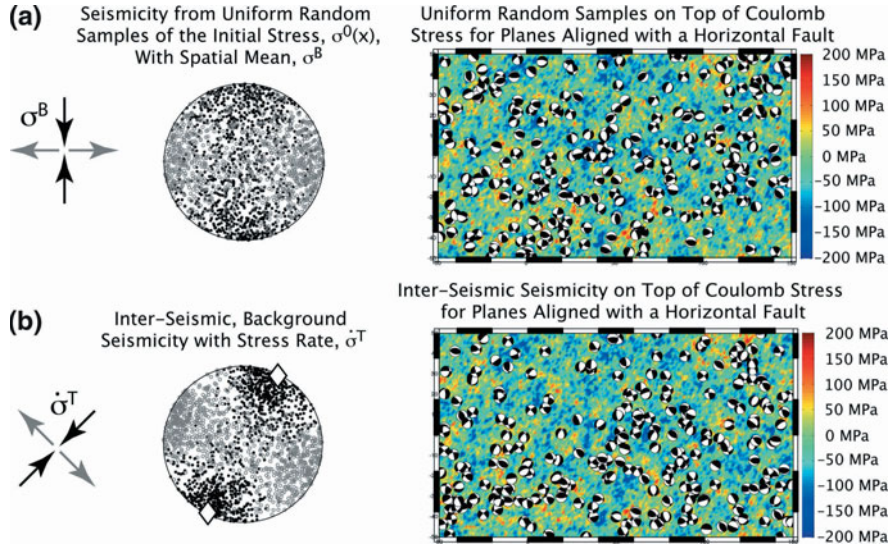 (a)
Seismicity from Uniform Random
Samples of the Initial Stress, σ⁰(x),
With Spatial Mean, σᴮ
σᴮ
Uniform Random Samples on Top of Coulomb
Stress for Planes Aligned with a Horizontal Fault
200 MPa
150 MPa
100 MPa
50 MPa
0 MPa
-50 MPa
-100 MPa
-150 MPa
-200 MPa
(b)
Inter-Seismic, Background
Seismicity with Stress Rate, σ̇ᵀ
σ̇ᵀ
Inter-Seismic Seismicity on Top of Coulomb Stress
for Planes Aligned with a Horizontal Fault
200 MPa
150 MPa
100 MPa
50 MPa
0 MPa
-50 MPa
-100 MPa
-150 MPa
-200 MPa